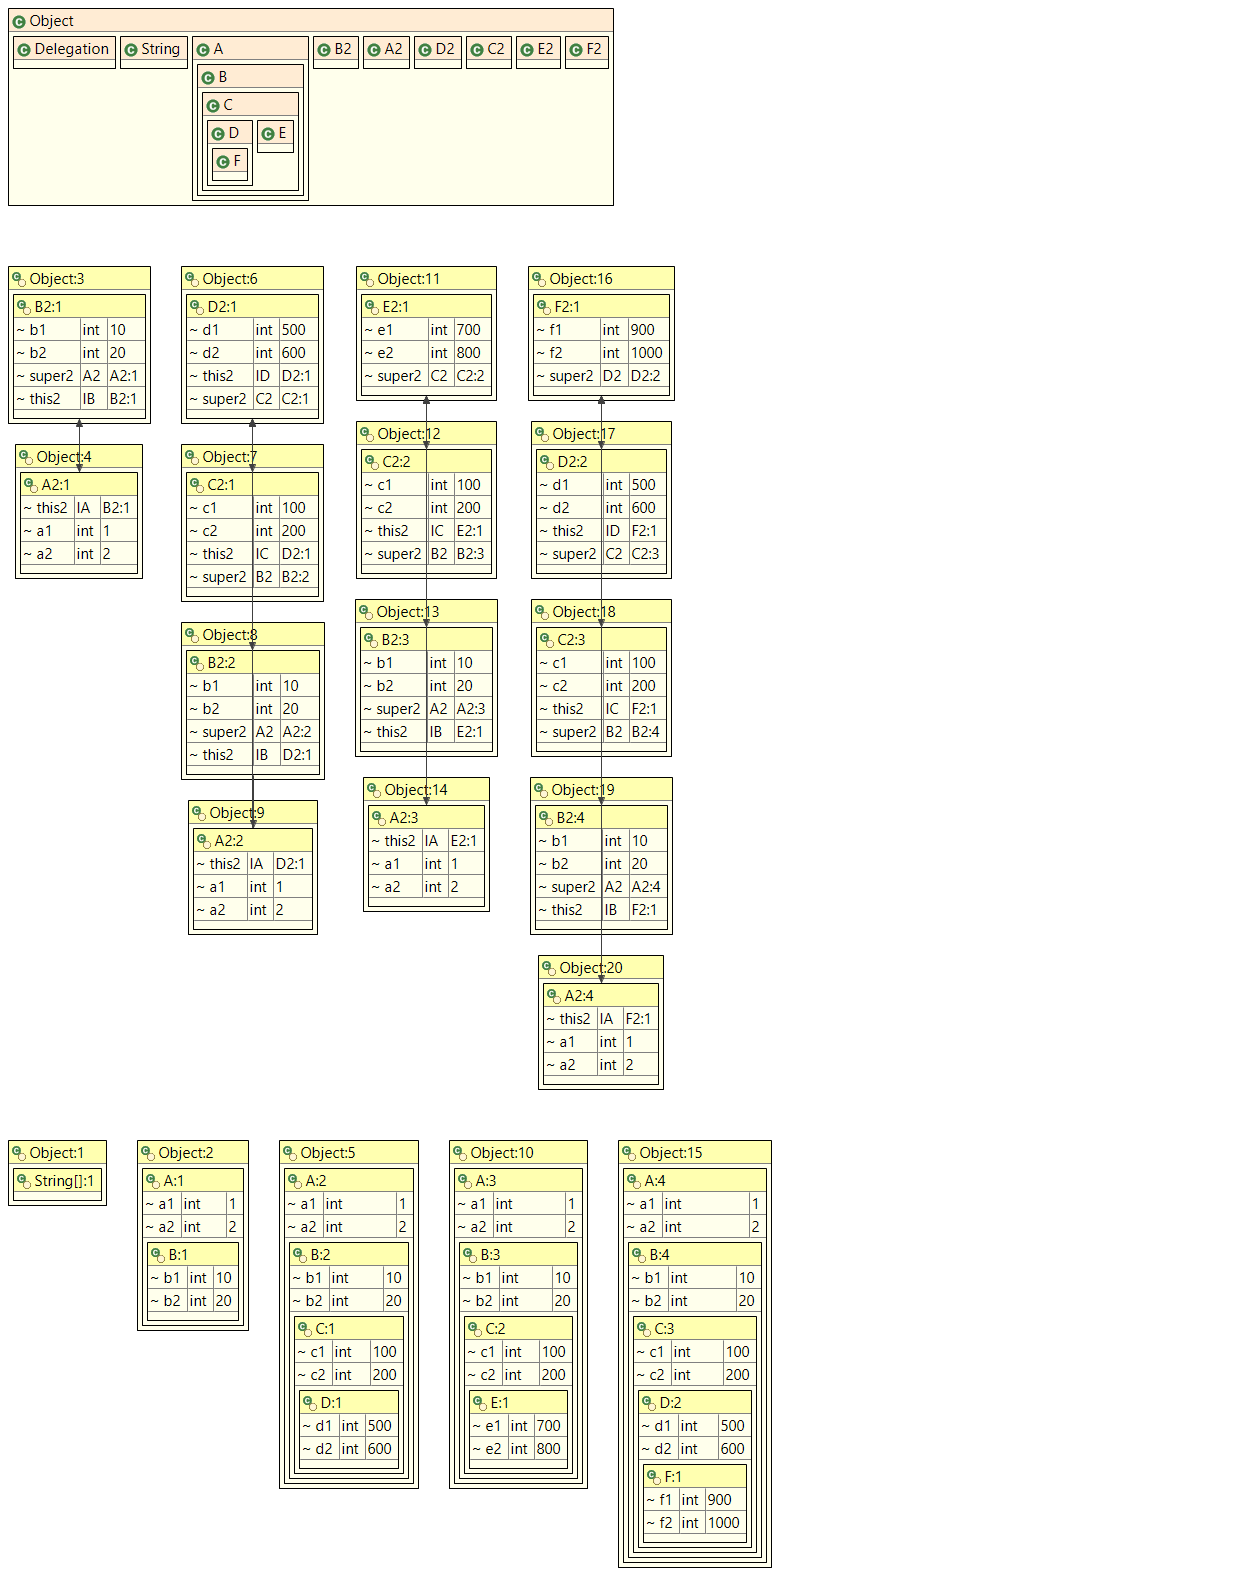 Object
Delegation String A B2 A2 D2 C2 E2 F2
B
C
D E
F
Object:3
B2:1
~ b1 int 10
~ b2 int 20
~ super2 A2 A2:1
~ this2 IB B2:1
Object:4
A2:1
~ this2 IA B2:1
~ a1 int 1
~ a2 int 2
Object:6
D2:1
~ d1 int 500
~ d2 int 600
~ this2 ID D2:1
~ super2 C2 C2:1
Object:7
C2:1
~ c1 int 100
~ c2 int 200
~ this2 IC D2:1
~ super2 B2 B2:2
Object:8
B2:2
~ b1 int 10
~ b2 int 20
~ super2 A2 A2:2
~ this2 IB D2:1
Object:9
A2:2
~ this2 IA D2:1
~ a1 int 1
~ a2 int 2
Object:11
E2:1
~ e1 int 700
~ e2 int 800
~ super2 C2 C2:2
Object:12
C2:2
~ c1 int 100
~ c2 int 200
~ this2 IC E2:1
~ super2 B2 B2:3
Object:13
B2:3
~ b1 int 10
~ b2 int 20
~ super2 A2 A2:3
~ this2 IB E2:1
Object:14
A2:3
~ this2 IA E2:1
~ a1 int 1
~ a2 int 2
Object:16
F2:1
~ f1 int 900
~ f2 int 1000
~ super2 D2 D2:2
Object:17
D2:2
~ d1 int 500
~ d2 int 600
~ this2 ID F2:1
~ super2 C2 C2:3
Object:18
C2:3
~ c1 int 100
~ c2 int 200
~ this2 IC F2:1
~ super2 B2 B2:4
Object:19
B2:4
~ b1 int 10
~ b2 int 20
~ super2 A2 A2:4
~ this2 IB F2:1
Object:20
A2:4
~ this2 IA F2:1
~ a1 int 1
~ a2 int 2
Object:1
String[]:1
Object:2
A:1
~ a1 int 1
~ a2 int 2
B:1
~ b1 int 10
~ b2 int 20
Object:5
A:2
~ a1 int 1
~ a2 int 2
B:2
~ b1 int 10
~ b2 int 20
C:1
~ c1 int 100
~ c2 int 200
D:1
~ d1 int 500
~ d2 int 600
Object:10
A:3
~ a1 int 1
~ a2 int 2
B:3
~ b1 int 10
~ b2 int 20
C:2
~ c1 int 100
~ c2 int 200
E:1
~ e1 int 700
~ e2 int 800
Object:15
A:4
~ a1 int 1
~ a2 int 2
B:4
~ b1 int 10
~ b2 int 20
C:3
~ c1 int 100
~ c2 int 200
D:2
~ d1 int 500
~ d2 int 600
F:1
~ f1 int 900
~ f2 int 1000